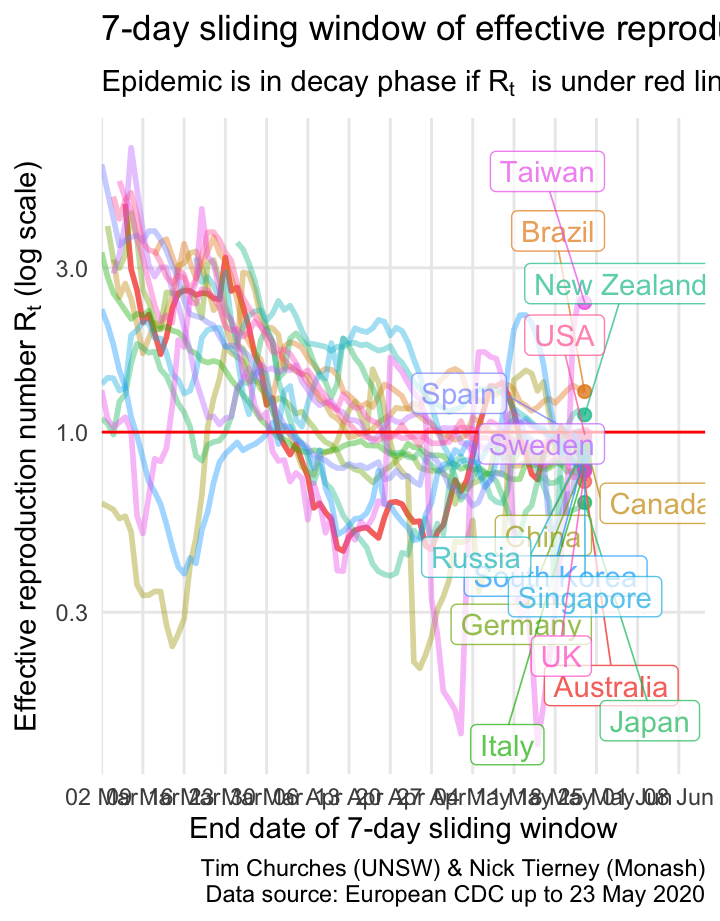 7-day sliding window of effective reprodu
Epidemic is in decay phase if Rt is under red lin
Effective reproduction number Rt (log scale)
3.0
1.0
0.3
Taiwan
Brazil
New Zealand
USA
Spain
Sweden
Canada
China
Russia
South Korea
Singapore
Germany
UK
Australia
Japan
Italy
02 Mar 09 Mar 16 Mar 23 Mar 30 Mar 06 Apr 13 Apr 20 Apr 27 Apr 04 May 11 May 18 May 25 May 01 Jun 08 Jun
End date of 7-day sliding window
Tim Churches (UNSW) & Nick Tierney (Monash)
Data source: European CDC up to 23 May 2020